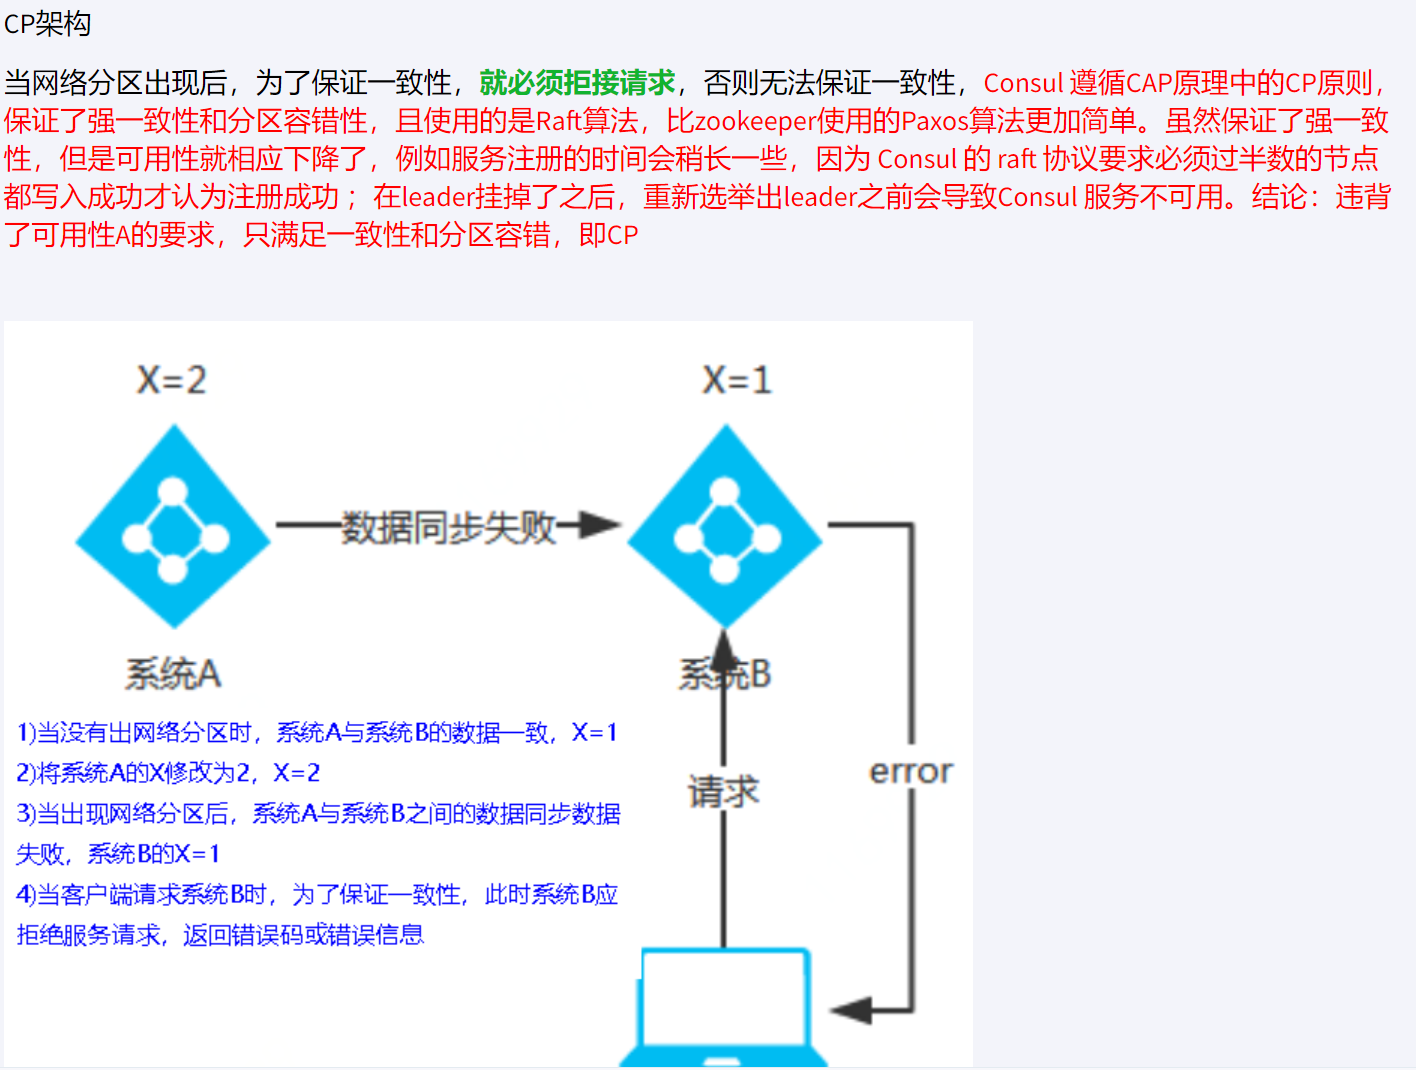 CP架构
当网络分区出现后，为了保证一致性，就必须拒接请求，否则无法保证一致性，Consul 遵循CAP原理中的CP原则，
保证了强一致性和分区容错性，且使用的是Raft算法，比zookeeper使用的Paxos算法更加简单。虽然保证了强一致
性，但是可用性就相应下降了，例如服务注册的时间会稍长一些，因为 Consul 的 raft 协议要求必须过半数的节点
都写入成功才认为注册成功 ；在leader挂掉了之后，重新选举出leader之前会导致Consul 服务不可用。结论：违背
了可用性A的要求，只满足一致性和分区容错，即CP
X=2
X=1
数据同步失败
系统A
系统B
1)当没有出网络分区时，系统A与系统B的数据一致，X=1
2)将系统A的X修改为2，X=2
3)当出现网络分区后，系统A与系统B之间的数据同步数据
失败，系统B的X=1
4)当客户端请求系统B时，为了保证一致性，此时系统B应
拒绝服务请求，返回错误码或错误信息
请求
error